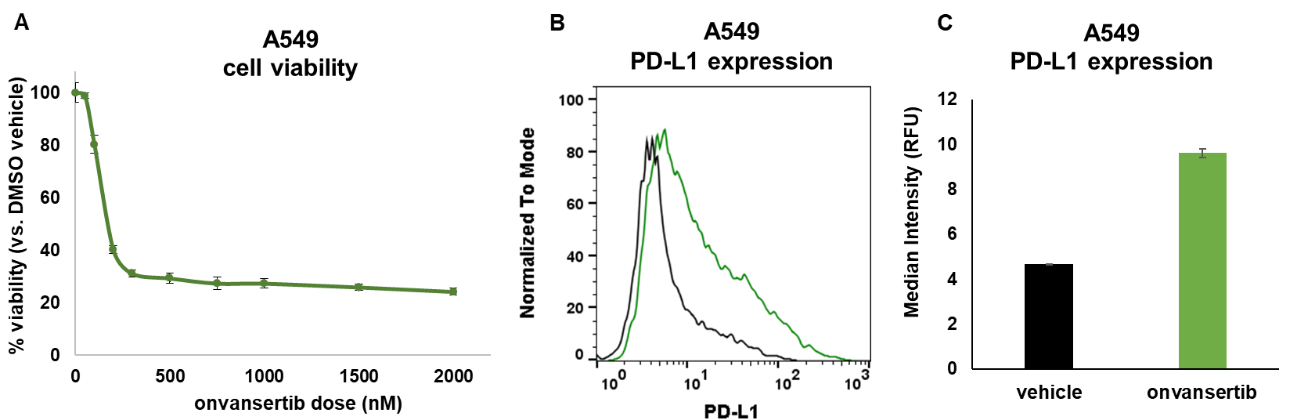 A
A549
cell viability
% viability (vs. DMSO vehicle)
100
80
60
40
20
0
0 500 1000 1500 2000
onvansertib dose (nM)
B
A549
PD-L1 expression
Normalized To Mode
100
80
60
40
20
0
10⁰ 10¹ 10² 10³
PD-L1
C
A549
PD-L1 expression
Median Intensity (RFU)
12
10
8
6
4
2
0
vehicle onvansertib